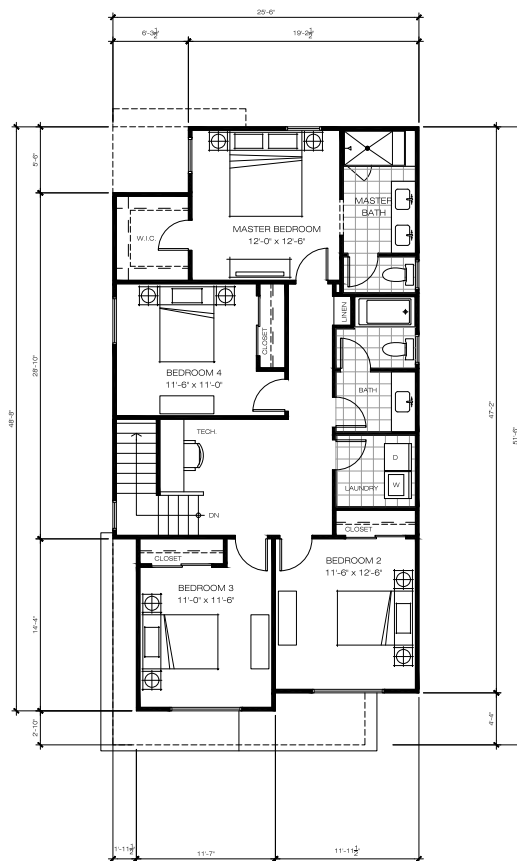 25'-6"
6'-3½"
19'-2½"
5'-6"
28'-10"
48'-8"
14'-4"
2'-10"
47'-2"
51'-6"
4'-4"
MASTER
BATH
W.I.C.
MASTER BEDROOM
12'-0" x 12'-6"
LINEN
CLOSET
BEDROOM 4
11'-6" x 11'-0"
BATH
TECH.
D
W
LAUNDRY
DN
CLOSET
CLOSET
BEDROOM 2
11'-6" x 12'-6"
BEDROOM 3
11'-0" x 11'-6"
1'-11½"
11'-7"
11'-11½"